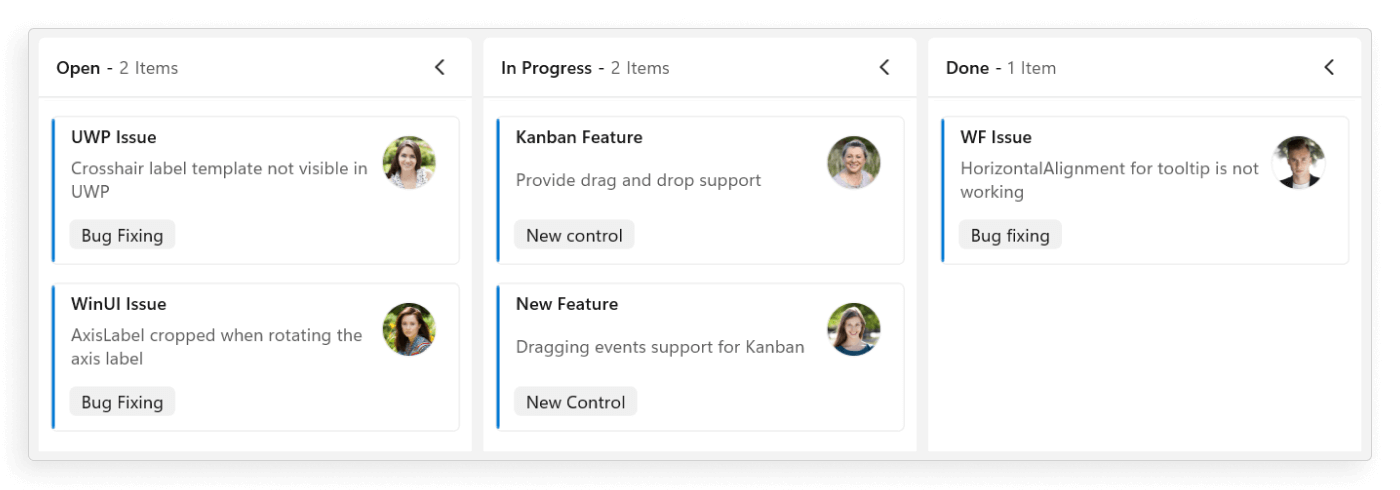 Open - 2 Items
UWP Issue
Crosshair label template not visible in
UWP
Bug Fixing
WinUI Issue
AxisLabel cropped when rotating the
axis label
Bug Fixing
In Progress - 2 Items
Kanban Feature
Provide drag and drop support
New control
New Feature
Dragging events support for Kanban
New Control
Done - 1 Item
WF Issue
HorizontalAlignment for tooltip is not
working
Bug fixing